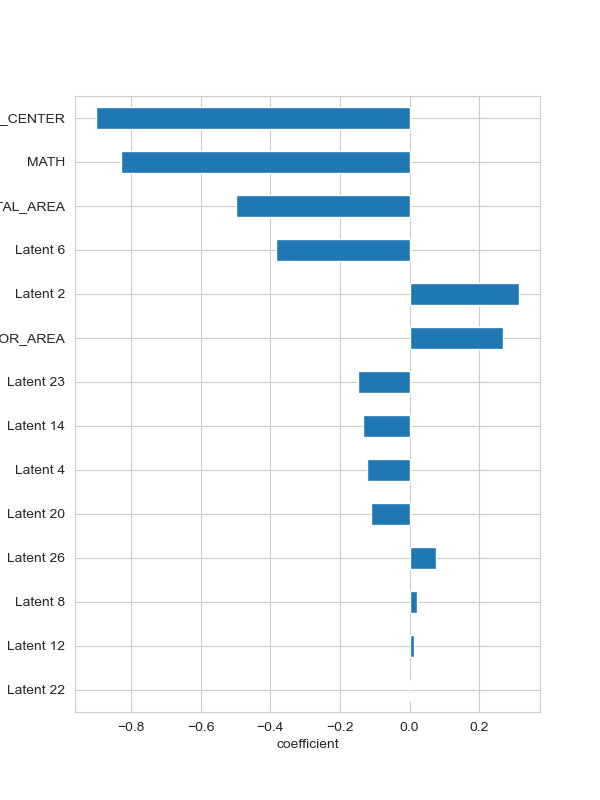 _CENTER
MATH
TAL_AREA
Latent 6
Latent 2
OR_AREA
Latent 23
Latent 14
Latent 4
Latent 20
Latent 26
Latent 8
Latent 12
Latent 22
−0.8 −0.6 −0.4 −0.2 0.0 0.2
coefficient